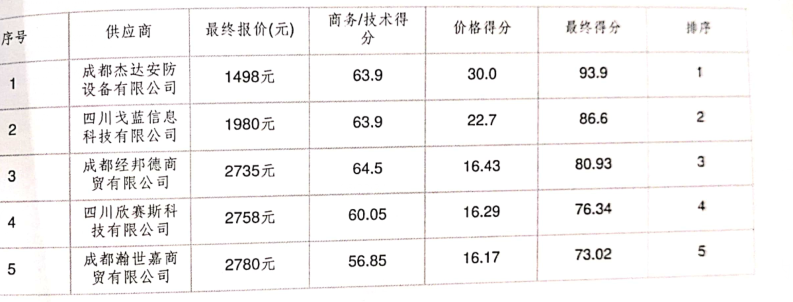 序号 供应商 最终报价(元) 商务/技术得分 价格得分 最终得分 排序
1 成都杰达安防设备有限公司 1498元 63.9 30.0 93.9 1
2 四川戈蓝信息科技有限公司 1980元 63.9 22.7 86.6 2
3 成都经邦德商贸有限公司 2735元 64.5 16.43 80.93 3
4 四川欣赛斯科技有限公司 2758元 60.05 16.29 76.34 4
5 成都瀚世嘉商贸有限公司 2780元 56.85 16.17 73.02 5